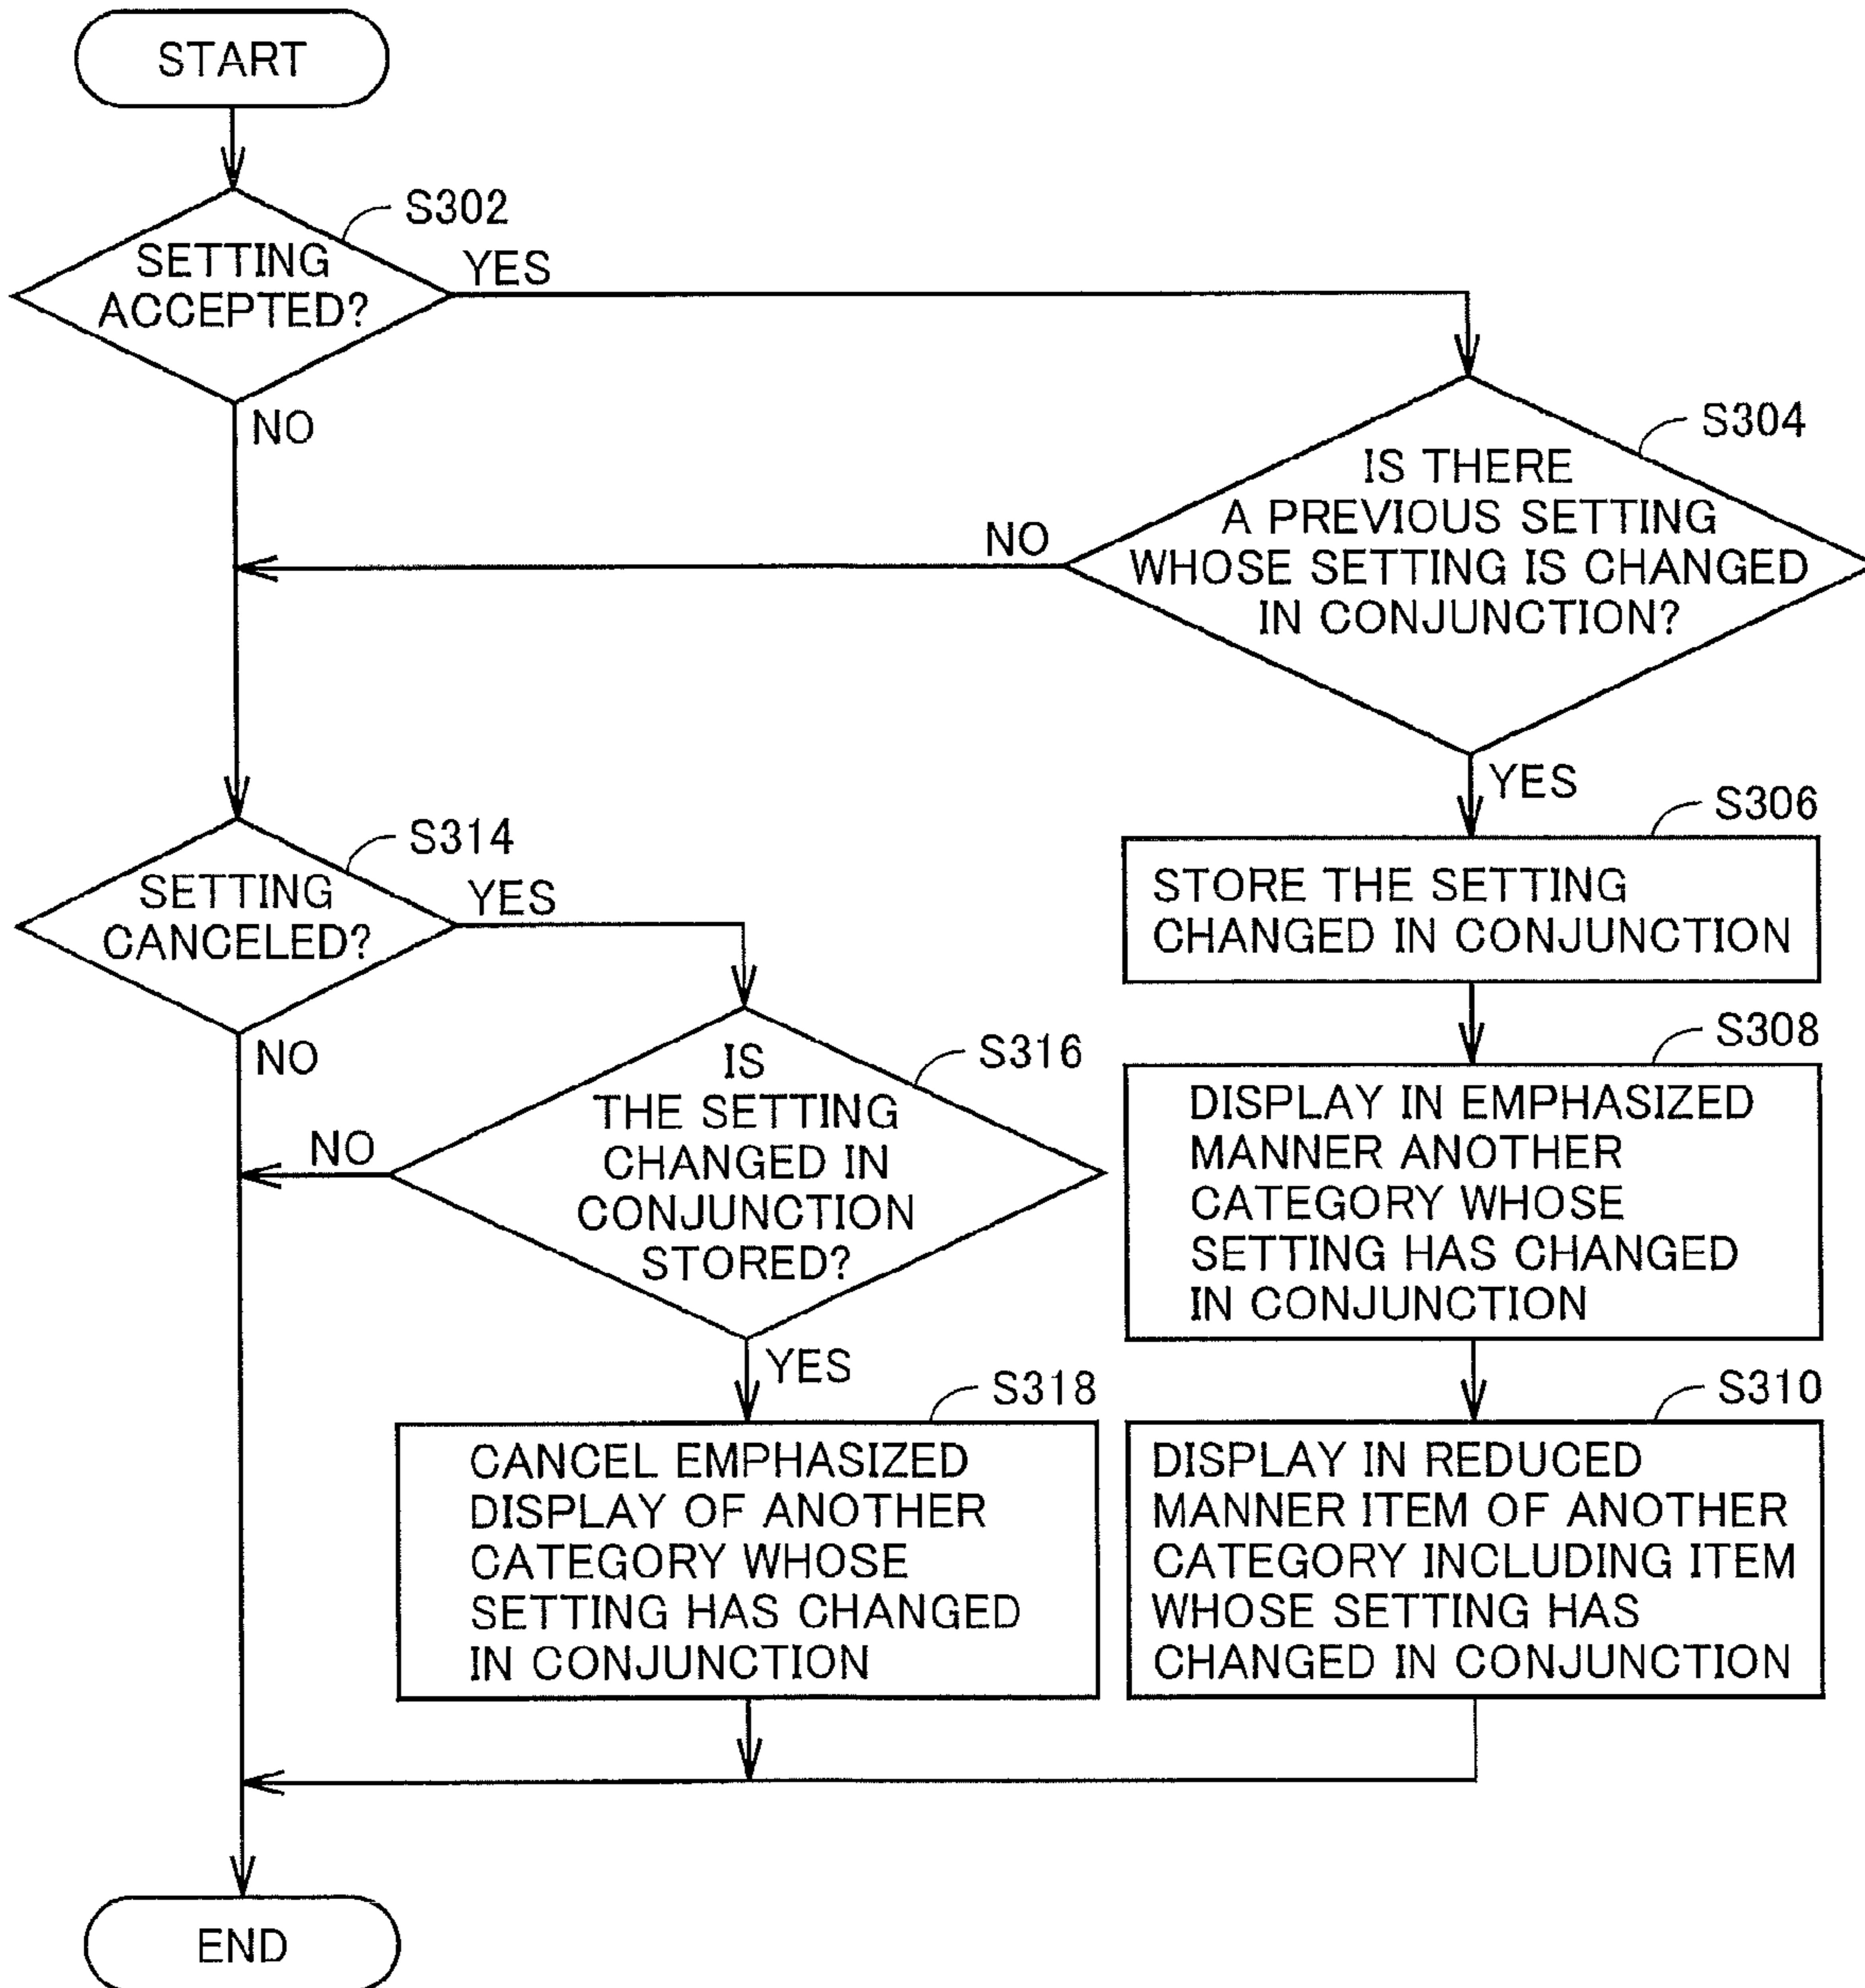 START
S302
SETTING
ACCEPTED?
YES
NO
S304
IS THERE
A PREVIOUS SETTING
WHOSE SETTING IS CHANGED
IN CONJUNCTION?
NO
YES
S306
STORE THE SETTING
CHANGED IN CONJUNCTION
S314
SETTING
CANCELED?
YES
NO
S308
DISPLAY IN EMPHASIZED
MANNER ANOTHER
CATEGORY WHOSE
SETTING HAS CHANGED
IN CONJUNCTION
S316
IS
THE SETTING
CHANGED IN
CONJUNCTION
STORED?
NO
YES
S318
CANCEL EMPHASIZED
DISPLAY OF ANOTHER
CATEGORY WHOSE
SETTING HAS CHANGED
IN CONJUNCTION
S310
DISPLAY IN REDUCED
MANNER ITEM OF ANOTHER
CATEGORY INCLUDING ITEM
WHOSE SETTING HAS
CHANGED IN CONJUNCTION
END